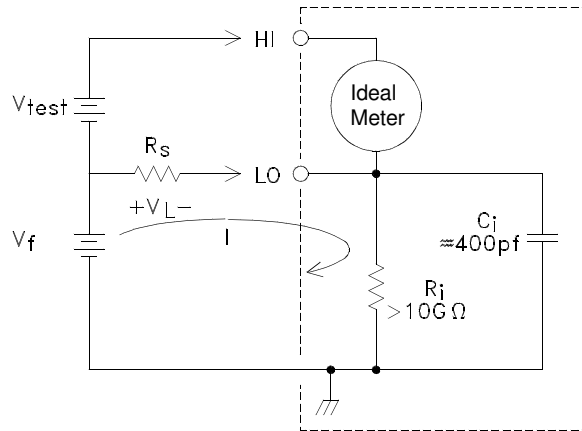 HI
Ideal
Meter
Vtest
Rs
LO
+VL−
Vf
I
Ci
≈400pf
Ri
>10GΩ